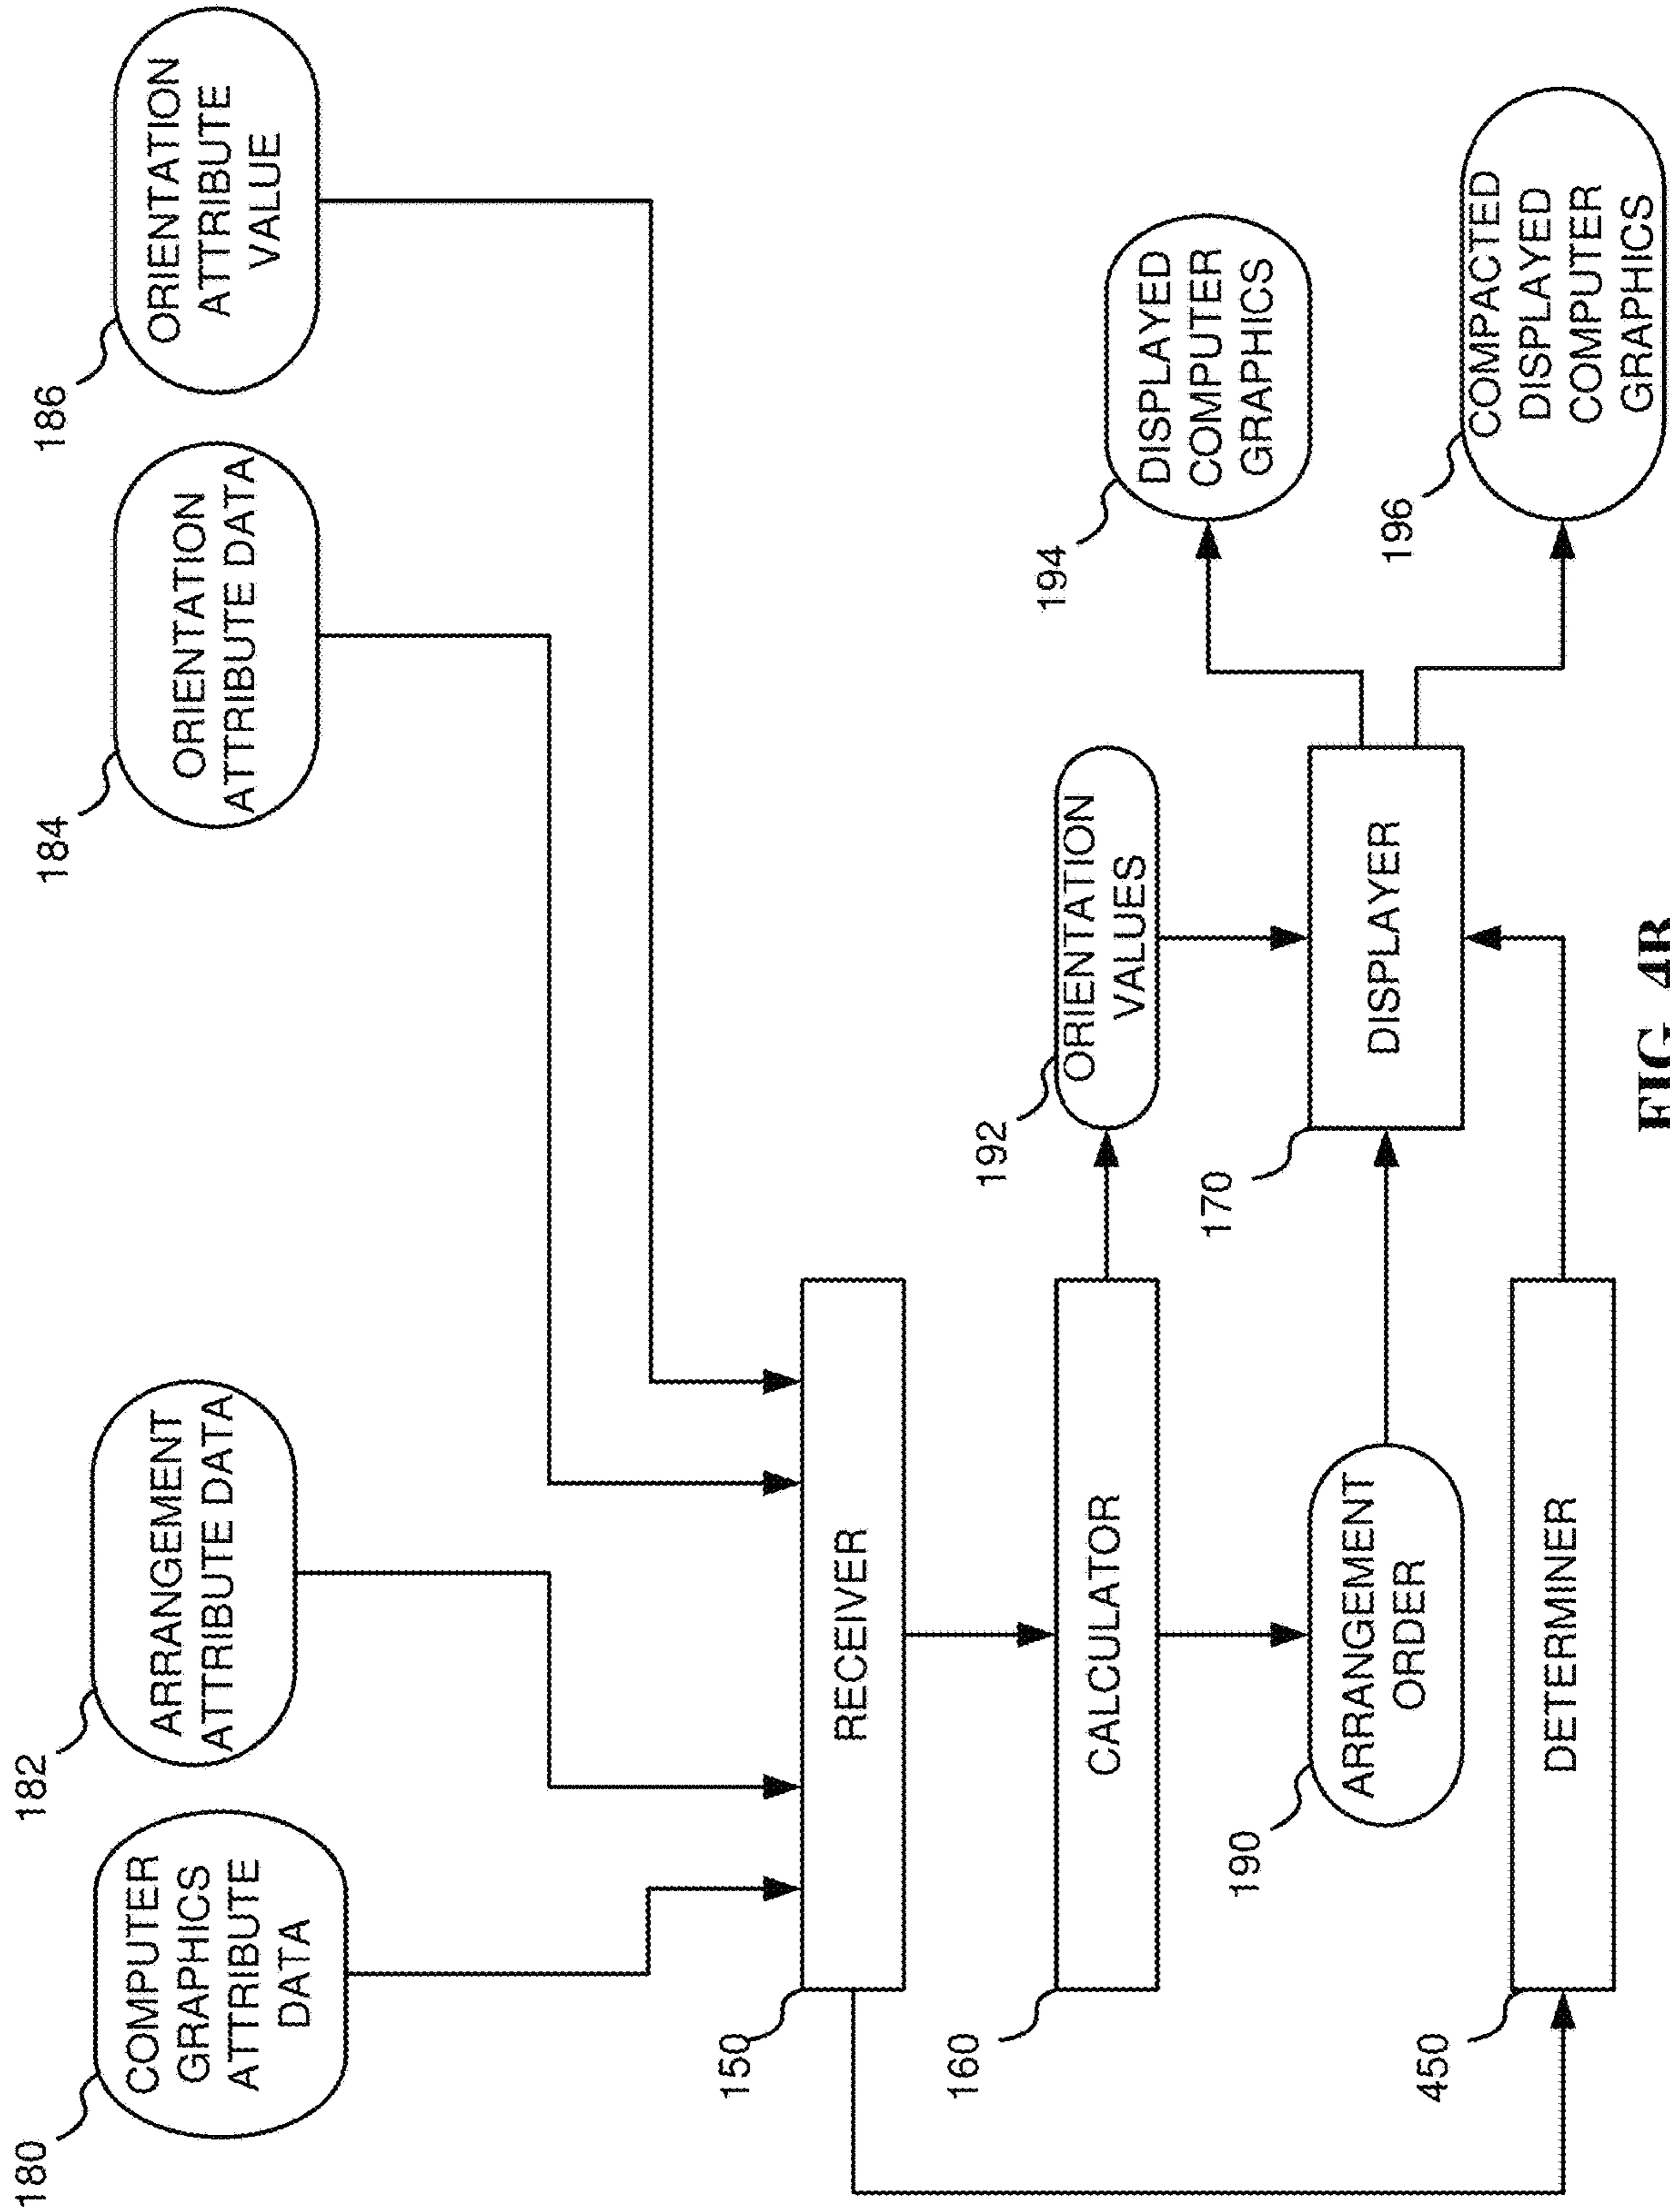 180
COMPUTER
GRAPHICS
ATTRIBUTE
DATA
182
ARRANGEMENT
ATTRIBUTE DATA
184
ORIENTATION
ATTRIBUTE DATA
186
ORIENTATION
ATTRIBUTE
VALUE
150
RECEIVER
160
CALCULATOR
192
ORIENTATION
VALUES
190
ARRANGEMENT
ORDER
170
DISPLAYER
194
DISPLAYED
COMPUTER
GRAPHICS
450
DETERMINER
196
COMPACTED
DISPLAYED
COMPUTER
GRAPHICS
FIG. 4B